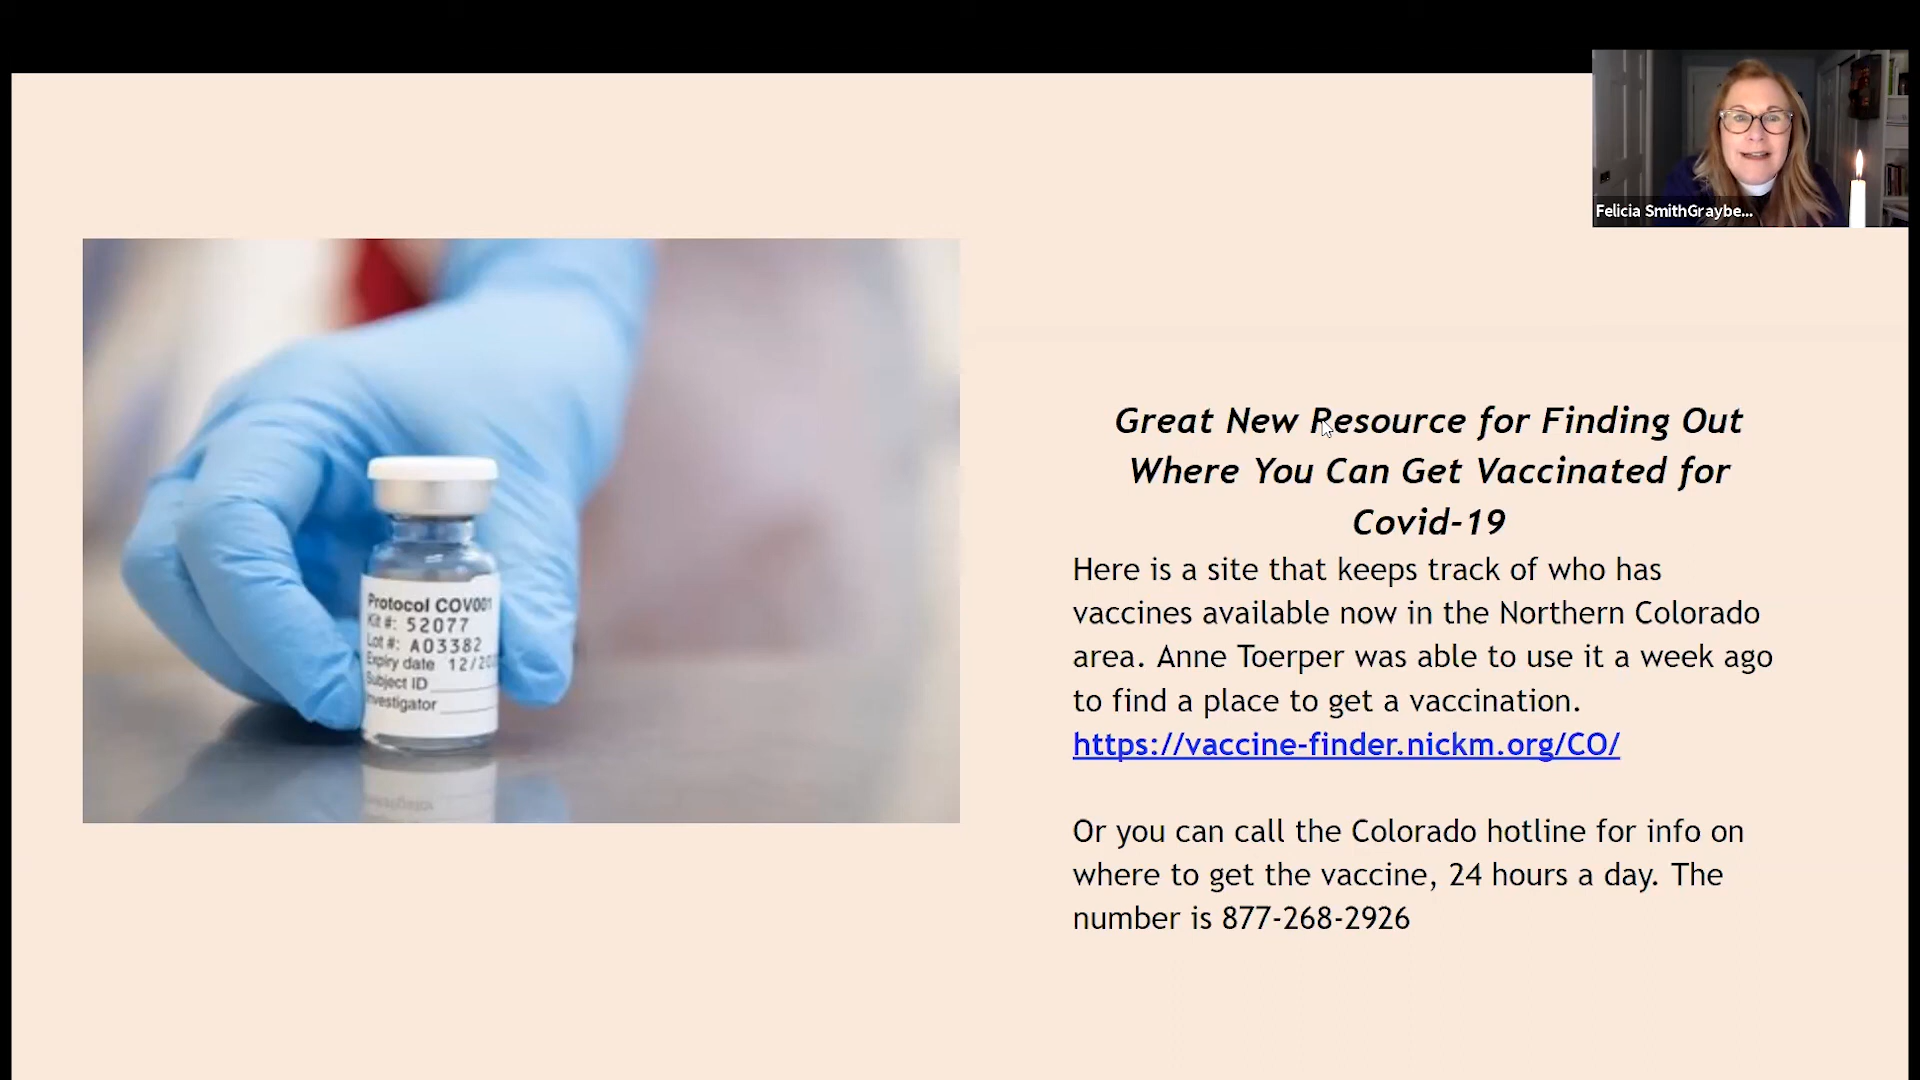 Felicia SmithGraybe...
Protocol COV001
Kit #: 52077
Lot #: A03382
Expiry date 12/20
Subject ID
Investigator
Great New Resource for Finding Out
Where You Can Get Vaccinated for
Covid-19
Here is a site that keeps track of who has
vaccines available now in the Northern Colorado
area. Anne Toerper was able to use it a week ago
to find a place to get a vaccination.
https://vaccine-finder.nickm.org/CO/
Or you can call the Colorado hotline for info on
where to get the vaccine, 24 hours a day. The
number is 877-268-2926